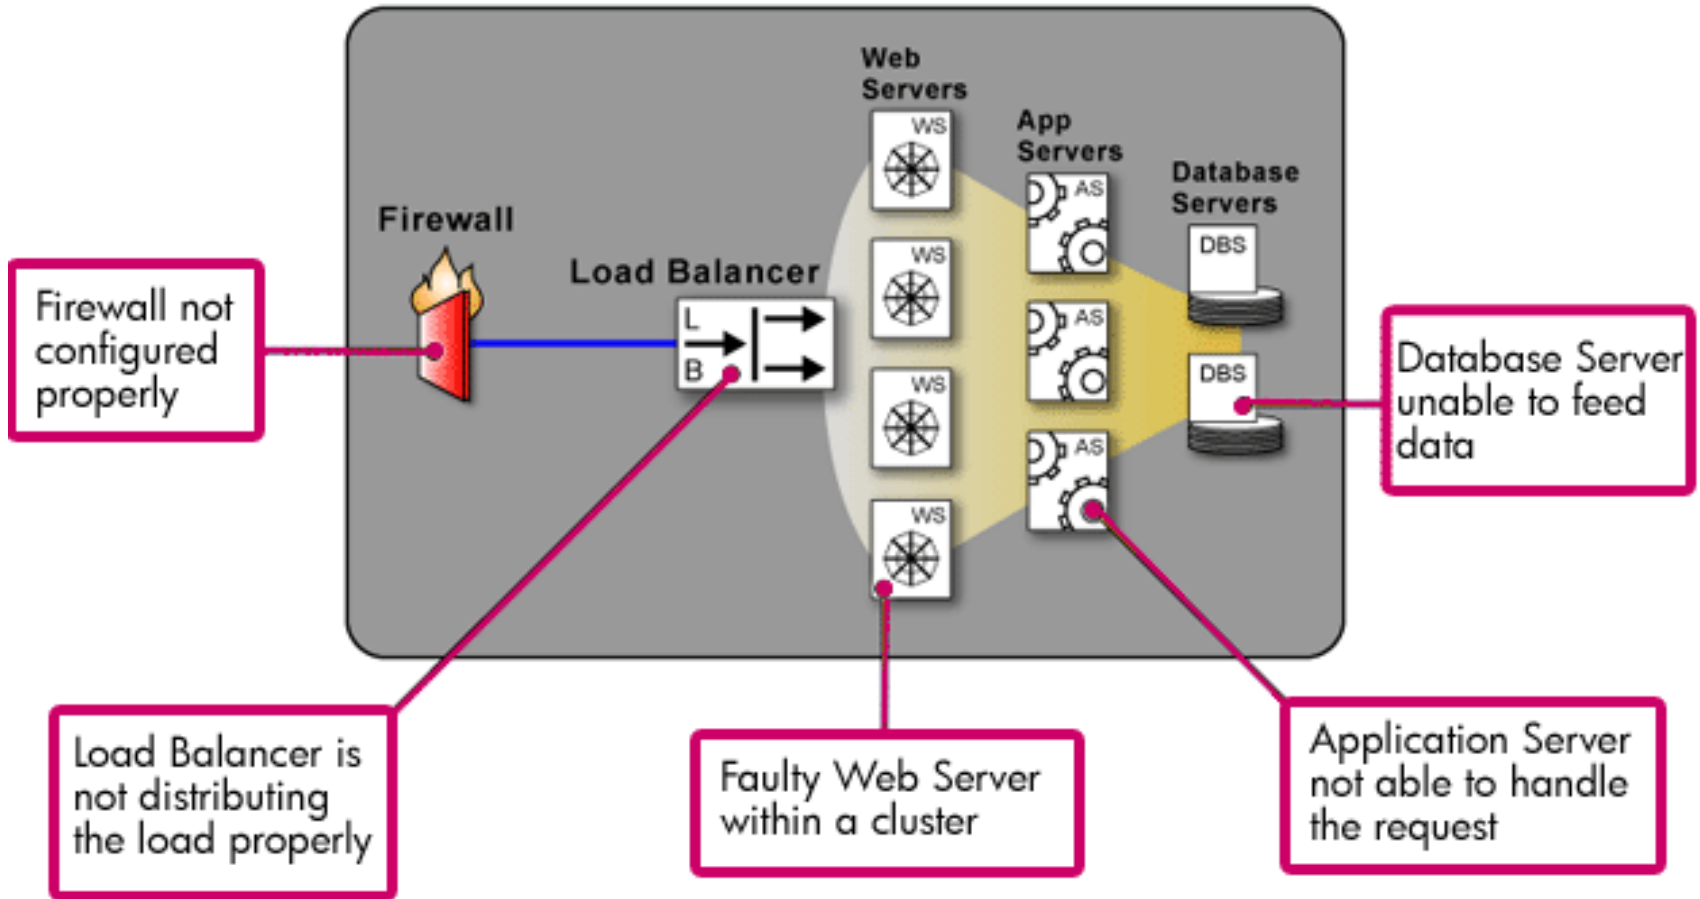 Web
Servers
WS
App
Servers
AS
Database
Servers
DBS
Firewall
Load Balancer
L
B
WS
WS
WS
AS
AS
DBS
Firewall not
configured
properly
Database Server
unable to feed
data
Load Balancer is
not distributing
the load properly
Faulty Web Server
within a cluster
Application Server
not able to handle
the request